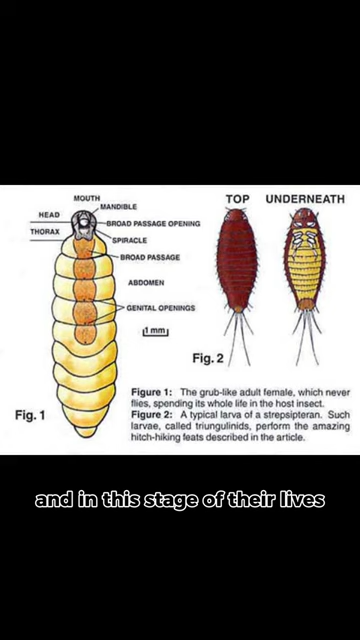 MOUTH
MANDIBLE
HEAD
BROAD PASSAGE OPENING
THORAX
SPIRACLE
BROAD PASSAGE
ABDOMEN
GENITAL OPENINGS
1 mm
Fig. 1
TOP UNDERNEATH
Fig. 2
Figure 1: The grub-like adult female, which never
flies, spending its whole life in the host insect.
Figure 2: A typical larva of a strepsipteran. Such
larvae, called triungulinids, perform the amazing
hitch-hiking feats described in the article.
and in this stage of their lives